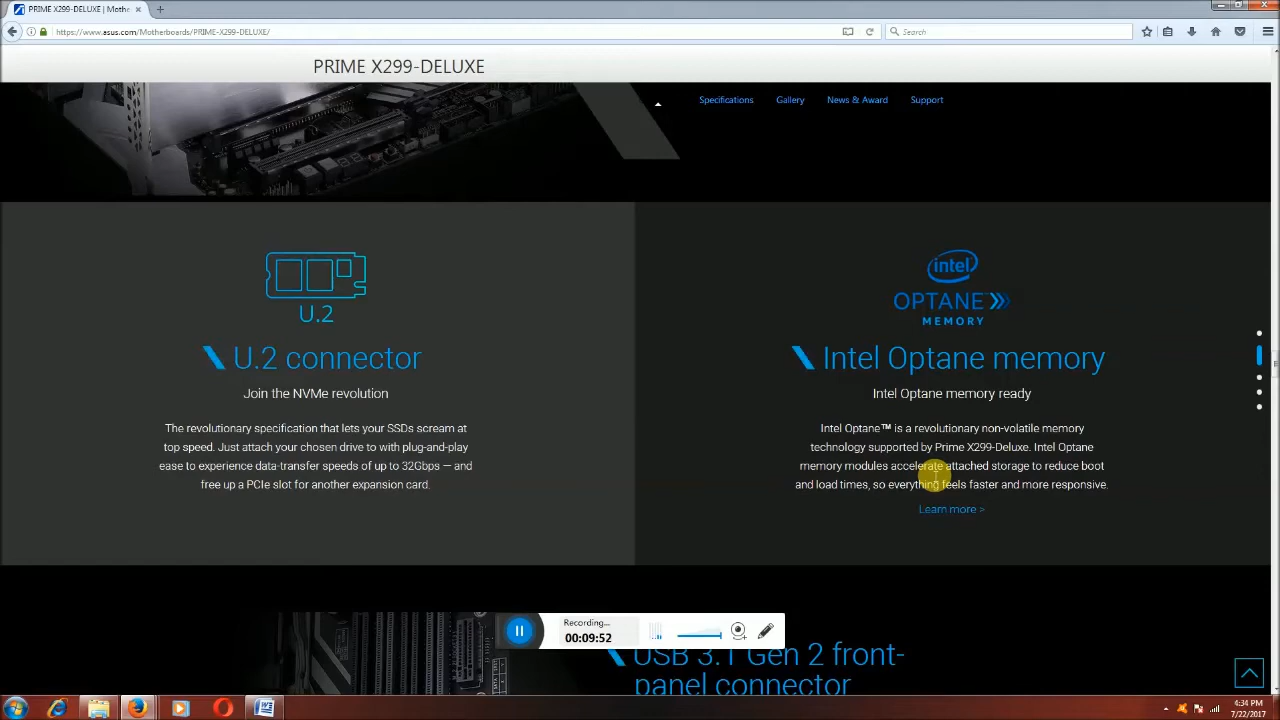 PRIME X299-DELUXE | Mothe...
https://www.asus.com/Motherboards/PRIME-X299-DELUXE/
Search
PRIME X299-DELUXE
Specifications
Gallery
News & Award
Support
U.2
U.2 connector
Join the NVMe revolution
The revolutionary specification that lets your SSDs scream at
top speed. Just attach your chosen drive to with plug-and-play
ease to experience data-transfer speeds of up to 32Gbps — and
free up a PCIe slot for another expansion card.
intel
OPTANE
MEMORY
Intel Optane memory
Intel Optane memory ready
Intel Optane™ is a revolutionary non-volatile memory
technology supported by Prime X299-Deluxe. Intel Optane
memory modules accelerate attached storage to reduce boot
and load times, so everything feels faster and more responsive.
Learn more >
Recording...
00:09:52
USB 3.1 Gen 2 front-
panel connector
4:34 PM
7/22/2017